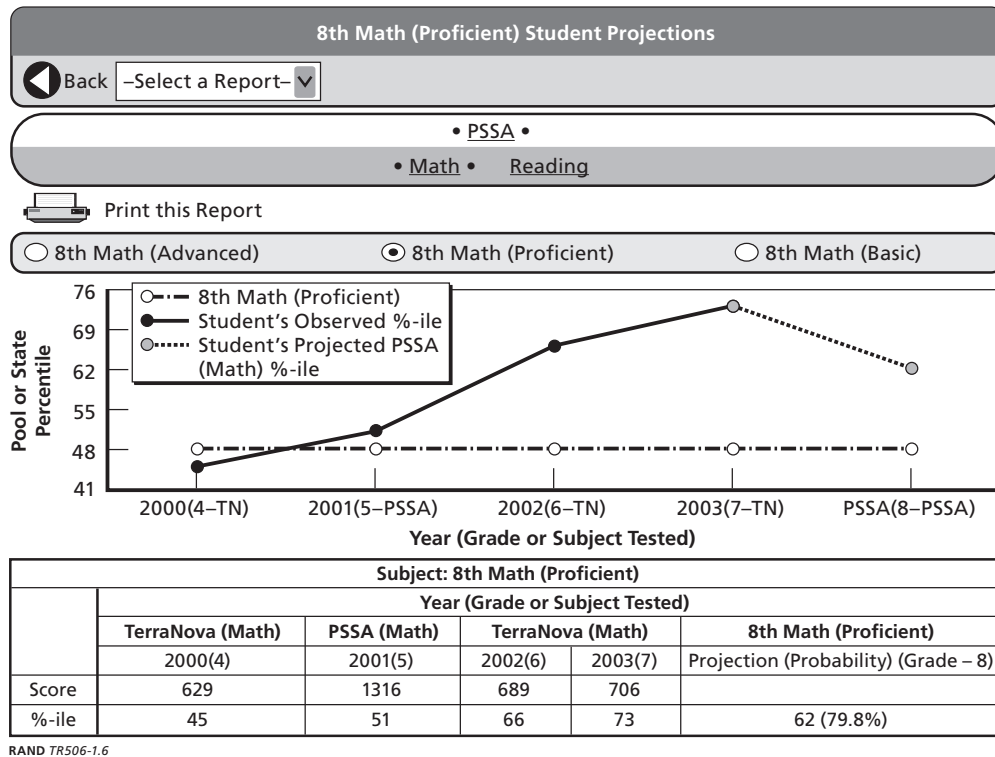 8th Math (Proficient) Student Projections
Back –Select a Report–
• PSSA •
• Math • Reading
Print this Report
8th Math (Advanced) 8th Math (Proficient) 8th Math (Basic)
76
69
62
55
48
41
Pool or State
Percentile
8th Math (Proficient)
Student's Observed %-ile
Student's Projected PSSA
(Math) %-ile
2000(4–TN) 2001(5–PSSA) 2002(6–TN) 2003(7–TN) PSSA(8–PSSA)
Year (Grade or Subject Tested)
Subject: 8th Math (Proficient)
Year (Grade or Subject Tested)
TerraNova (Math) PSSA (Math) TerraNova (Math) 8th Math (Proficient)
2000(4) 2001(5) 2002(6) 2003(7) Projection (Probability) (Grade – 8)
Score 629 1316 689 706
%-ile 45 51 66 73 62 (79.8%)
RAND TR506-1.6